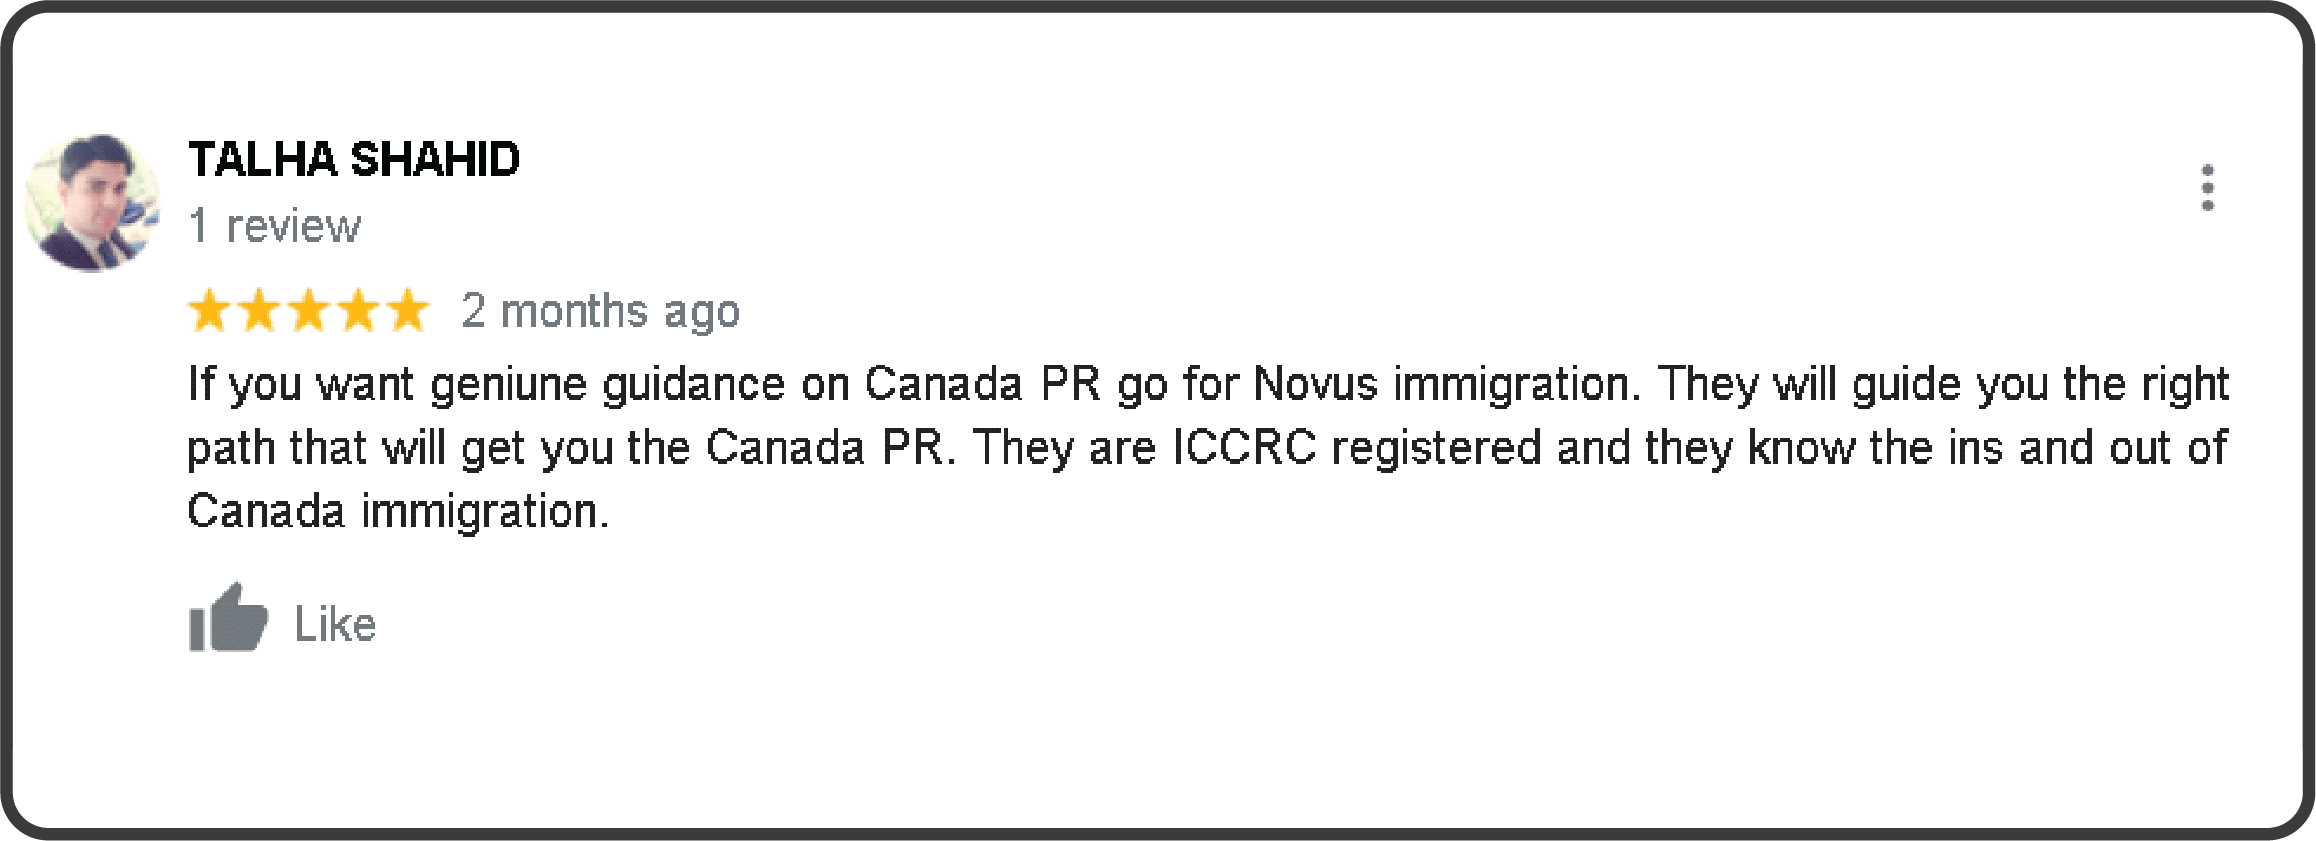 TALHA SHAHID
1 review
2 months ago
If you want geniune guidance on Canada PR go for Novus immigration. They will guide you the right
path that will get you the Canada PR. They are ICCRC registered and they know the ins and out of
Canada immigration.
Like